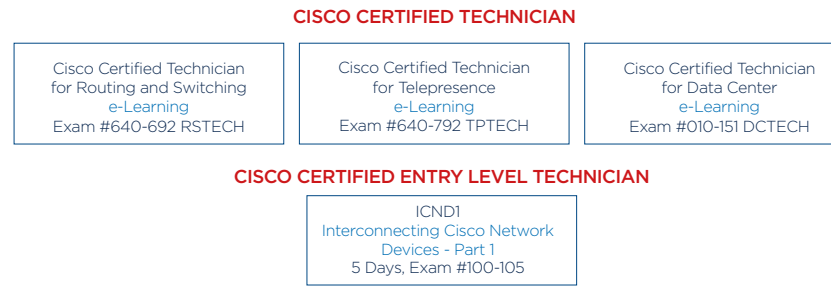 CISCO CERTIFIED TECHNICIAN
Cisco Certified Technician
for Routing and Switching
e-Learning
Exam #640-692 RSTECH
Cisco Certified Technician
for Telepresence
e-Learning
Exam #640-792 TPTECH
Cisco Certified Technician
for Data Center
e-Learning
Exam #010-151 DCTECH
CISCO CERTIFIED ENTRY LEVEL TECHNICIAN
ICND1
Interconnecting Cisco Network
Devices - Part 1
5 Days, Exam #100-105